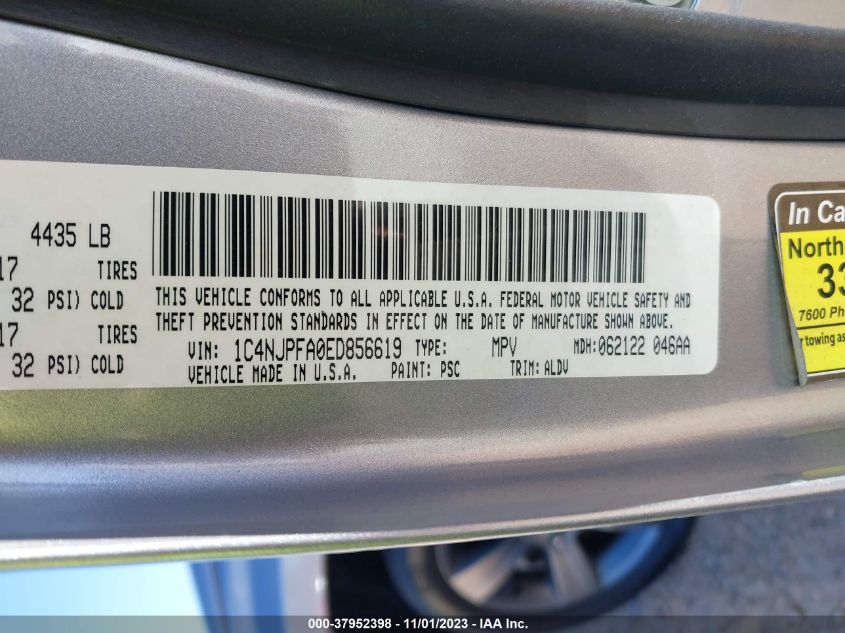 4435 LB
17 TIRES
32 PSI) COLD
17 TIRES
32 PSI) COLD
THIS VEHICLE CONFORMS TO ALL APPLICABLE U.S.A. FEDERAL MOTOR VEHICLE SAFETY AND
THEFT PREVENTION STANDARDS IN EFFECT ON THE DATE OF MANUFACTURE SHOWN ABOVE.
VIN: 1C4NJPFA0ED856619 TYPE: MPV MDH:062122 046AA
VEHICLE MADE IN U.S.A. PAINT: PSC TRIM: ALDV
In Ca
North
33
7600 Ph
r towing as
000-37952398 - 11/01/2023 - IAA Inc.